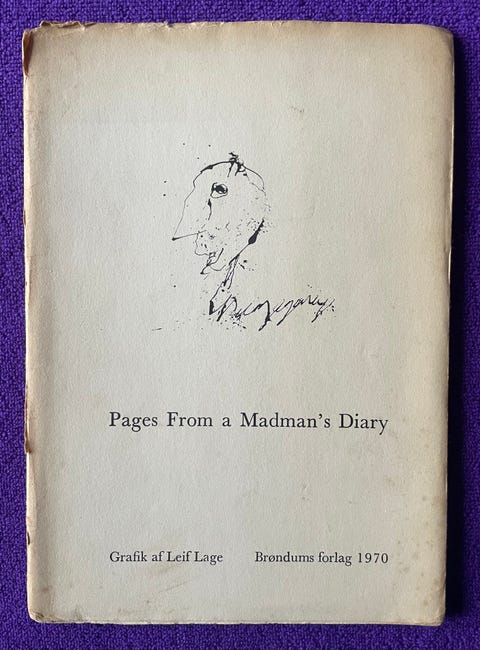 Pages From a Madman's Diary
Grafik af Leif Lage Brøndums forlag 1970